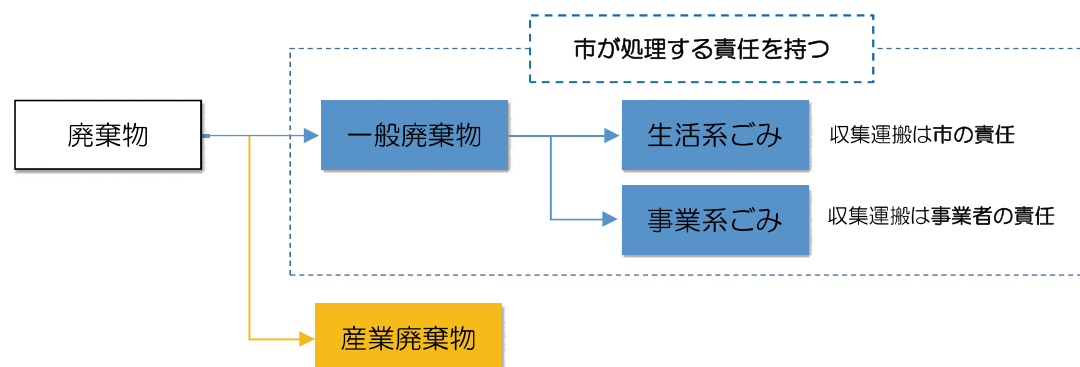 市が処理する責任を持つ
廃棄物
一般廃棄物
生活系ごみ
収集運搬は市の責任
事業系ごみ
収集運搬は事業者の責任
産業廃棄物